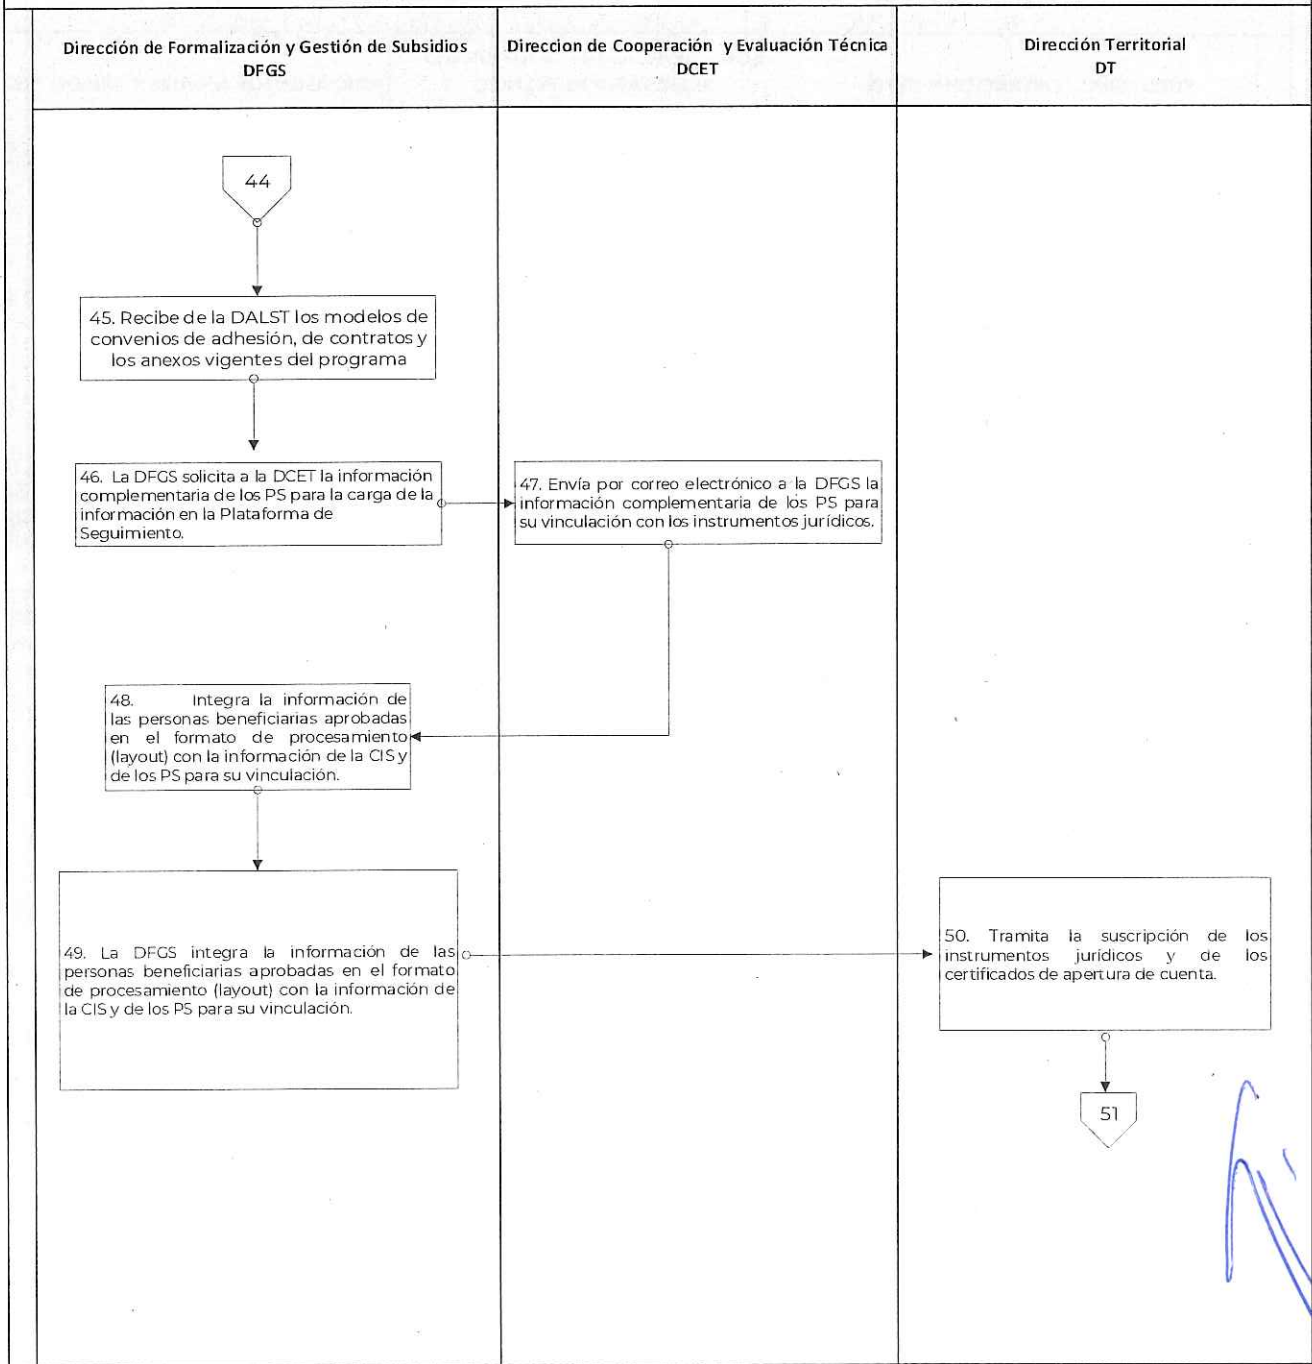 Dirección de Formalización y Gestión de Subsidios
DFGS
Direccion de Cooperación y Evaluación Técnica
DCET
Dirección Territorial
DT
44
45. Recibe de la DALST los modelos de
convenios de adhesión, de contratos y
los anexos vigentes del programa
46. La DFGS solicita a la DCET la información
complementaria de los PS para la carga de la
información en la Plataforma de
Seguimiento.
47. Envía por correo electrónico a la DFGS la
información complementaria de los PS para
su vinculación con los instrumentos jurídicos.
48. Integra la información de
las personas beneficiarias aprobadas
en el formato de procesamiento
(layout) con la información de la CIS y
de los PS para su vinculación.
49. La DFGS integra la información de las
personas beneficiarias aprobadas en el formato
de procesamiento (layout) con la información de
la CIS y de los PS para su vinculación.
50. Tramita la suscripción de los
instrumentos jurídicos y de los
certificados de apertura de cuenta.
51